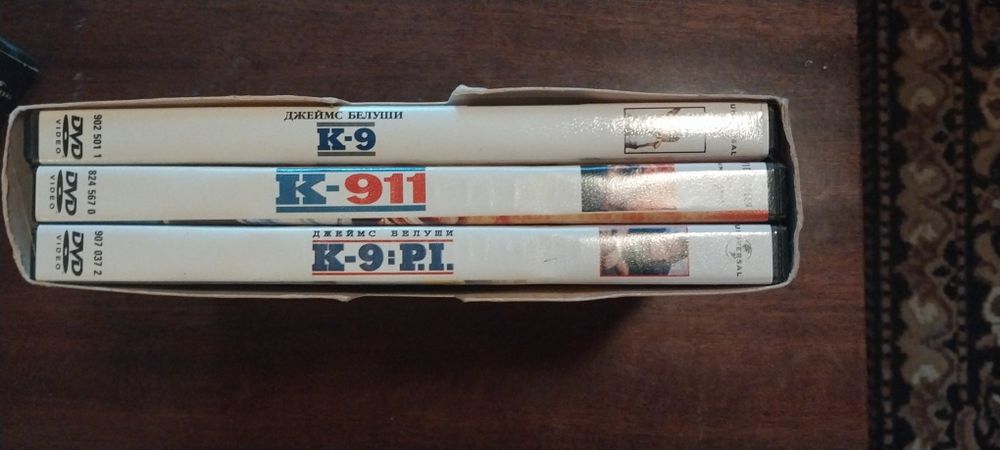 902 501 1
DVD
VIDEO
ДЖЕЙМС БЕЛУШИ
K-9
824 567 0
DVD
VIDEO
K-911
907 037 2
DVD
VIDEO
ДЖЕЙМС БЕЛУШИ
K-9:P.I.
UNIVERSAL